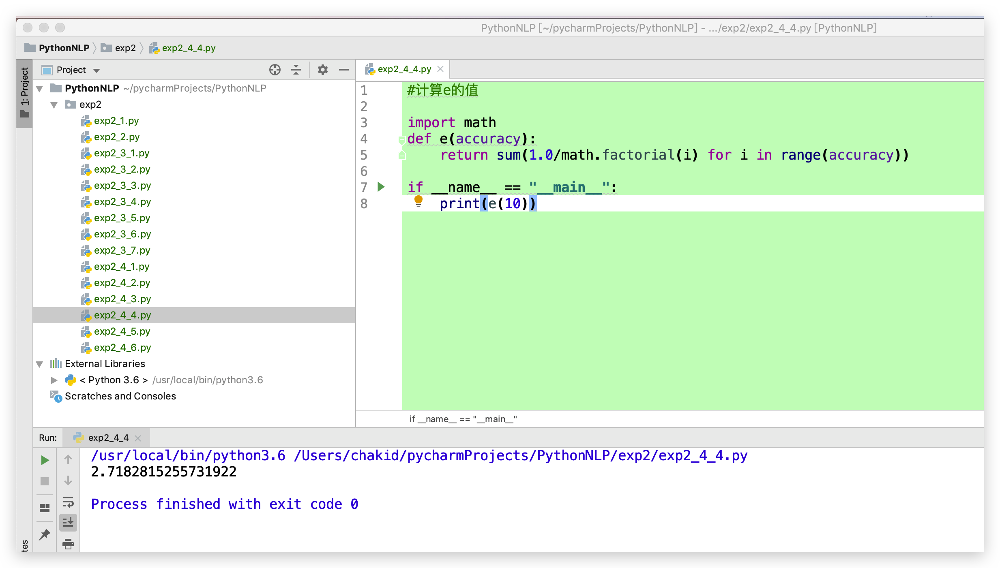 PythonNLP [~/pycharmProjects/PythonNLP] - .../exp2/exp2_4_4.py [PythonNLP]
PythonNLP exp2 exp2_4_4.py
1: Project
Project
PythonNLP ~/pycharmProjects/PythonNLP
exp2
exp2_1.py
exp2_2.py
exp2_3_1.py
exp2_3_2.py
exp2_3_3.py
exp2_3_4.py
exp2_3_5.py
exp2_3_6.py
exp2_3_7.py
exp2_4_1.py
exp2_4_2.py
exp2_4_3.py
exp2_4_4.py
exp2_4_5.py
exp2_4_6.py
External Libraries
< Python 3.6 > /usr/local/bin/python3.6
Scratches and Consoles
exp2_4_4.py
1 #计算e的值
2
3 import math
4 def e(accuracy):
5     return sum(1.0/math.factorial(i) for i in range(accuracy))
6
7 if __name__ == "__main__":
8     print(e(10))
if __name__ == "__main__"
Run: exp2_4_4
/usr/local/bin/python3.6 /Users/chakid/pycharmProjects/PythonNLP/exp2/exp2_4_4.py
2.7182815255731922
Process finished with exit code 0
tes